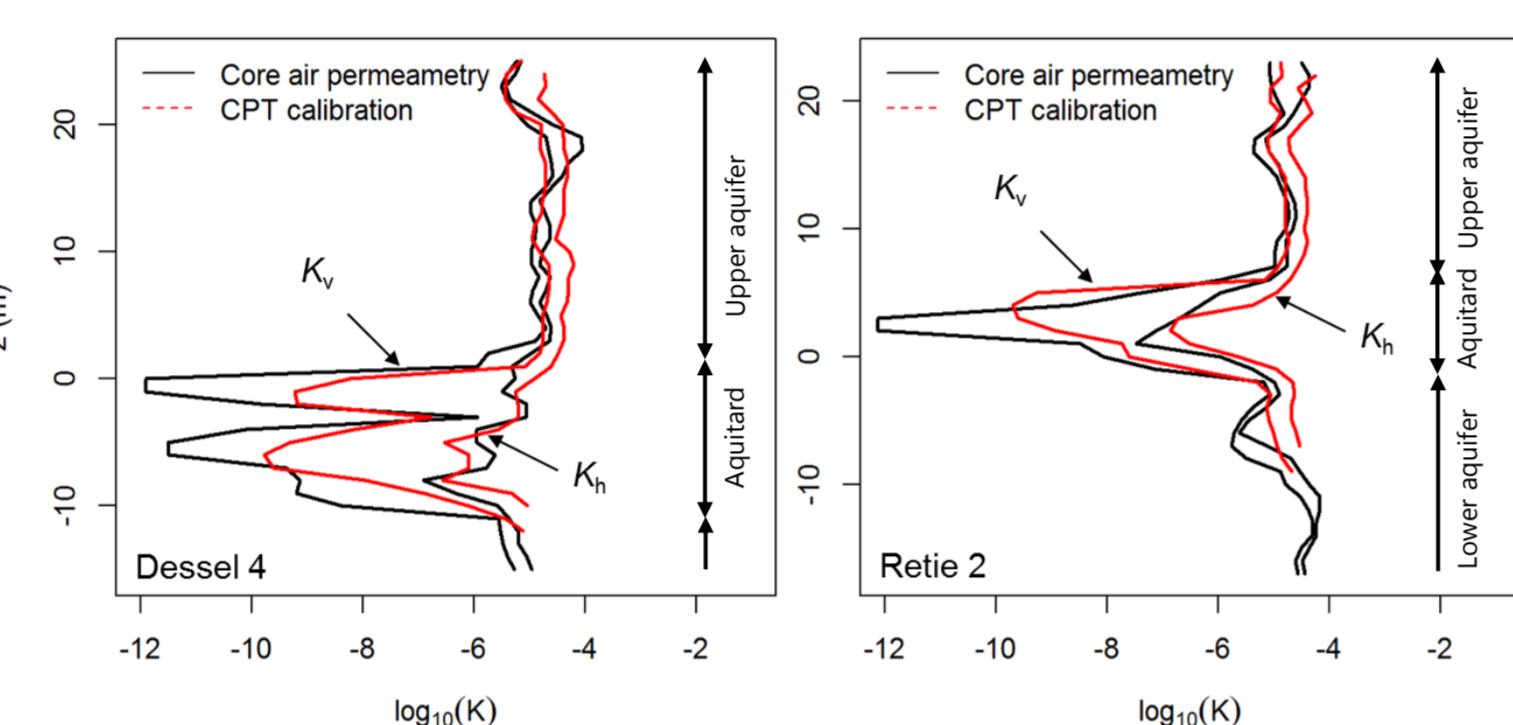 Core air permeametry
CPT calibration
20
10
0
-10
z (m)
Kv
Kh
Upper aquifer
Aquitard
Dessel 4
-12 -10 -8 -6 -4 -2
log10(K)
Core air permeametry
CPT calibration
20
10
0
-10
Kv
Kh
Upper aquifer
Aquitard
Lower aquifer
Retie 2
-12 -10 -8 -6 -4 -2
log10(K)